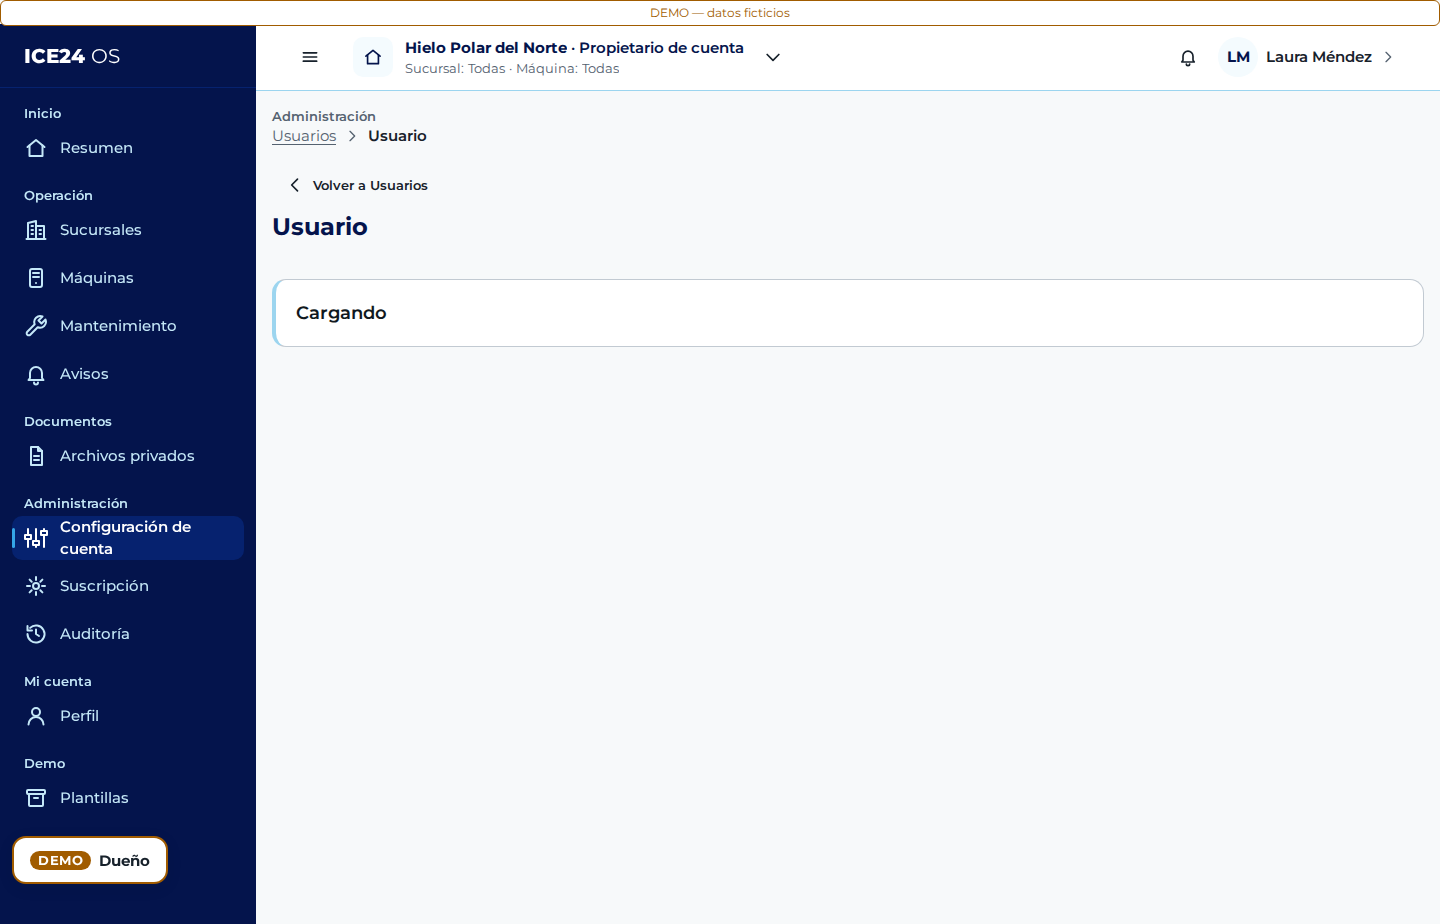 DEMO — datos ficticios
ICE24 OS
Inicio
Resumen
Operación
Sucursales
Máquinas
Mantenimiento
Avisos
Documentos
Archivos privados
Administración
Configuración de
cuenta
Suscripción
Auditoría
Mi cuenta
Perfil
Demo
Plantillas
DEMO Dueño
Hielo Polar del Norte · Propietario de cuenta
Sucursal: Todas · Máquina: Todas
LM Laura Méndez
Administración
Usuarios > Usuario
Volver a Usuarios
Usuario
Cargando